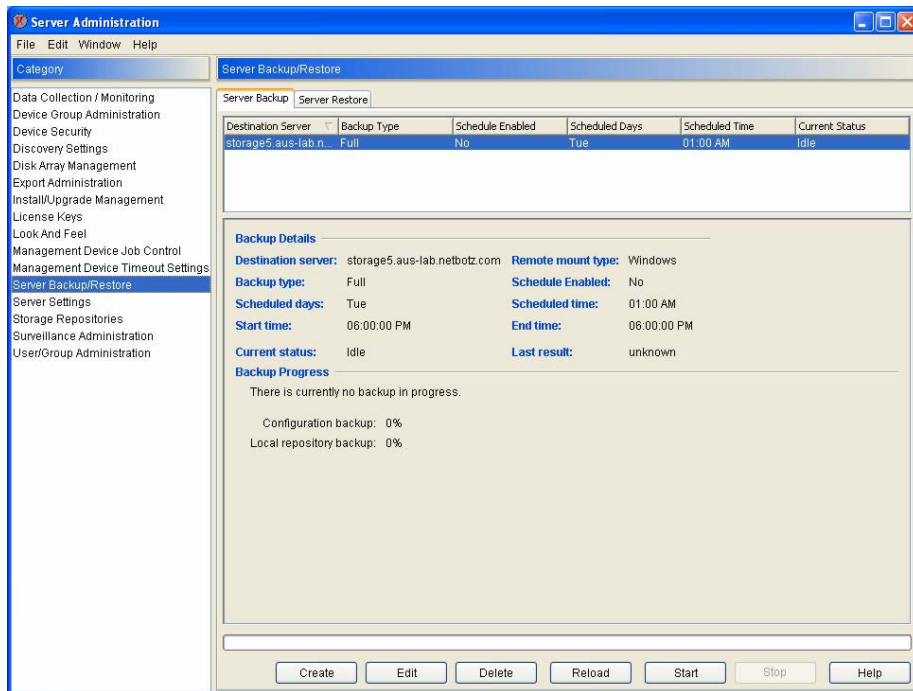 Server Administration
File Edit Window Help
Category
Server Backup/Restore
Data Collection / Monitoring
Device Group Administration
Device Security
Discovery Settings
Disk Array Management
Export Administration
Install/Upgrade Management
License Keys
Look And Feel
Management Device Job Control
Management Device Timeout Settings
Server Backup/Restore
Server Settings
Storage Repositories
Surveillance Administration
User/Group Administration
Server Backup Server Restore
Destination Server Backup Type Schedule Enabled Scheduled Days Scheduled Time Current Status
storage5.aus-lab.n... Full No Tue 01:00 AM Idle
Backup Details
Destination server: storage5.aus-lab.netbotz.com Remote mount type: Windows
Backup type: Full Schedule Enabled: No
Scheduled days: Tue Scheduled time: 01:00 AM
Start time: 06:00:00 PM End time: 06:00:00 PM
Current status: Idle Last result: unknown
Backup Progress
There is currently no backup in progress.
Configuration backup: 0%
Local repository backup: 0%
Create Edit Delete Reload Start Stop Help